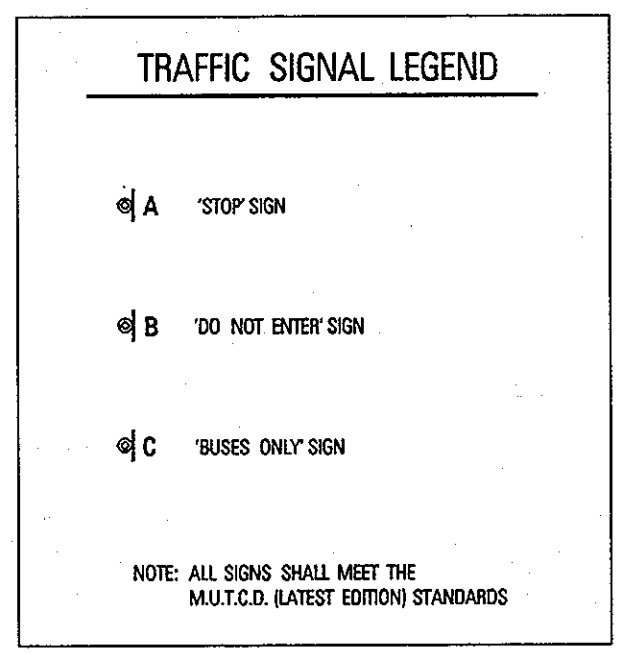 TRAFFIC SIGNAL LEGEND
A 'STOP' SIGN
B 'DO NOT ENTER' SIGN
C 'BUSES ONLY' SIGN
NOTE: ALL SIGNS SHALL MEET THE
M.U.T.C.D. (LATEST EDITION) STANDARDS